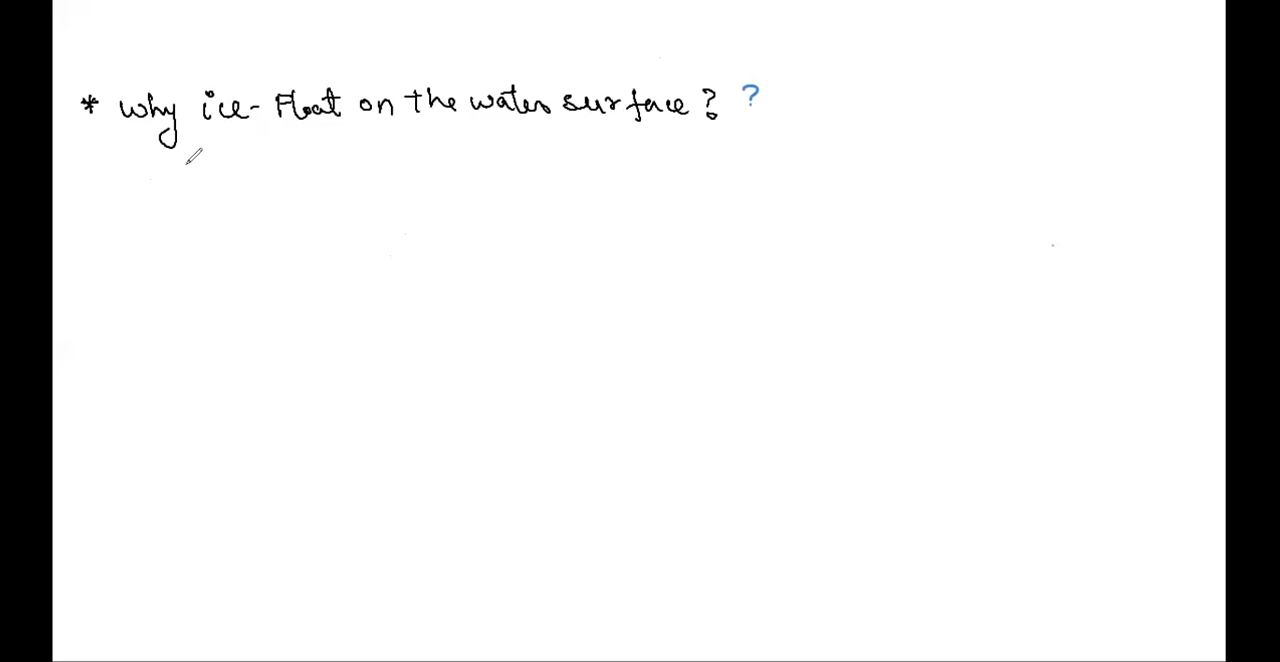 * why ice- Float on the water surface? ?